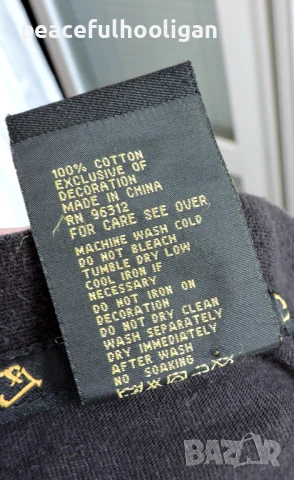 peacefulhooligan
100% COTTON
EXCLUSIVE OF
DECORATION
MADE IN CHINA
RN 96312
FOR CARE SEE OVER
MACHINE WASH COLD
DO NOT BLEACH
TUMBLE DRY LOW
COOL IRON IF
NECESSARY
DO NOT IRON ON
DECORATION
DO NOT DRY CLEAN
WASH SEPARATELY
DRY IMMEDIATELY
AFTER WASH
NO SOAKING
BAZAR
bg